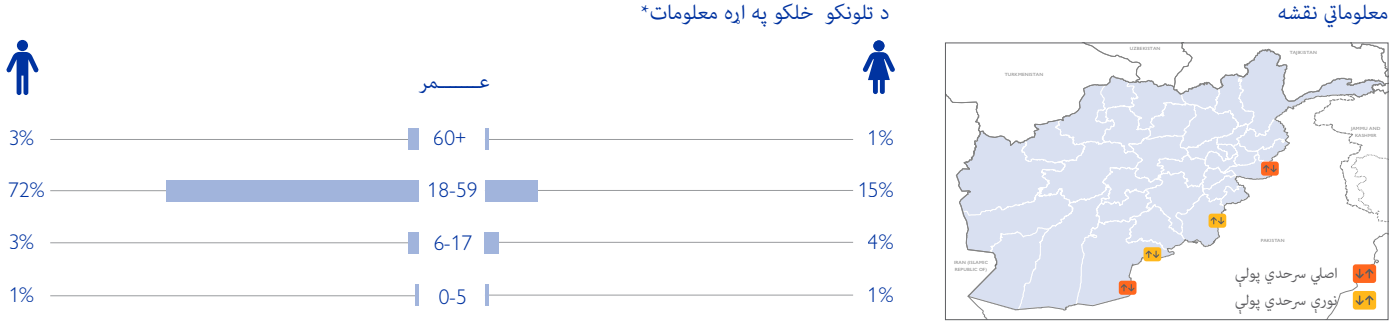 معلوماتي نقشه
د تلونکو خلکو په اړه معلومات*
عـــــمر
3% 60+ 1%
72% 18-59 15%
3% 6-17 4%
1% 0-5 1%
UZBEKISTAN
TAJIKISTAN
TURKMENISTAN
JAMMU AND
KASHMIR
PAKISTAN
IRAN (ISLAMIC
REPUBLIC OF)
اصلي سرحدي پولې
نورې سرحدي پولې